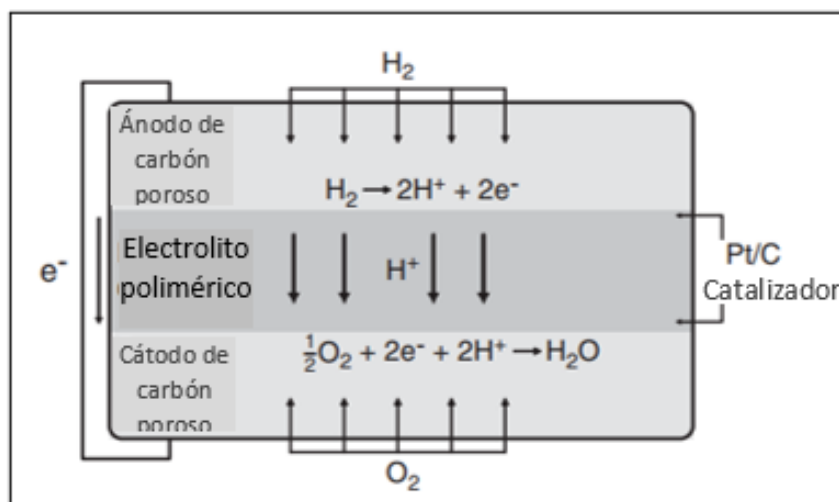 H₂
Ánodo de
carbón
poroso
H₂ → 2H⁺ + 2e⁻
e⁻
Electrolito
polimérico
H⁺
Pt/C
Catalizador
½O₂ + 2e⁻ + 2H⁺ → H₂O
Cátodo de
carbón
poroso
O₂